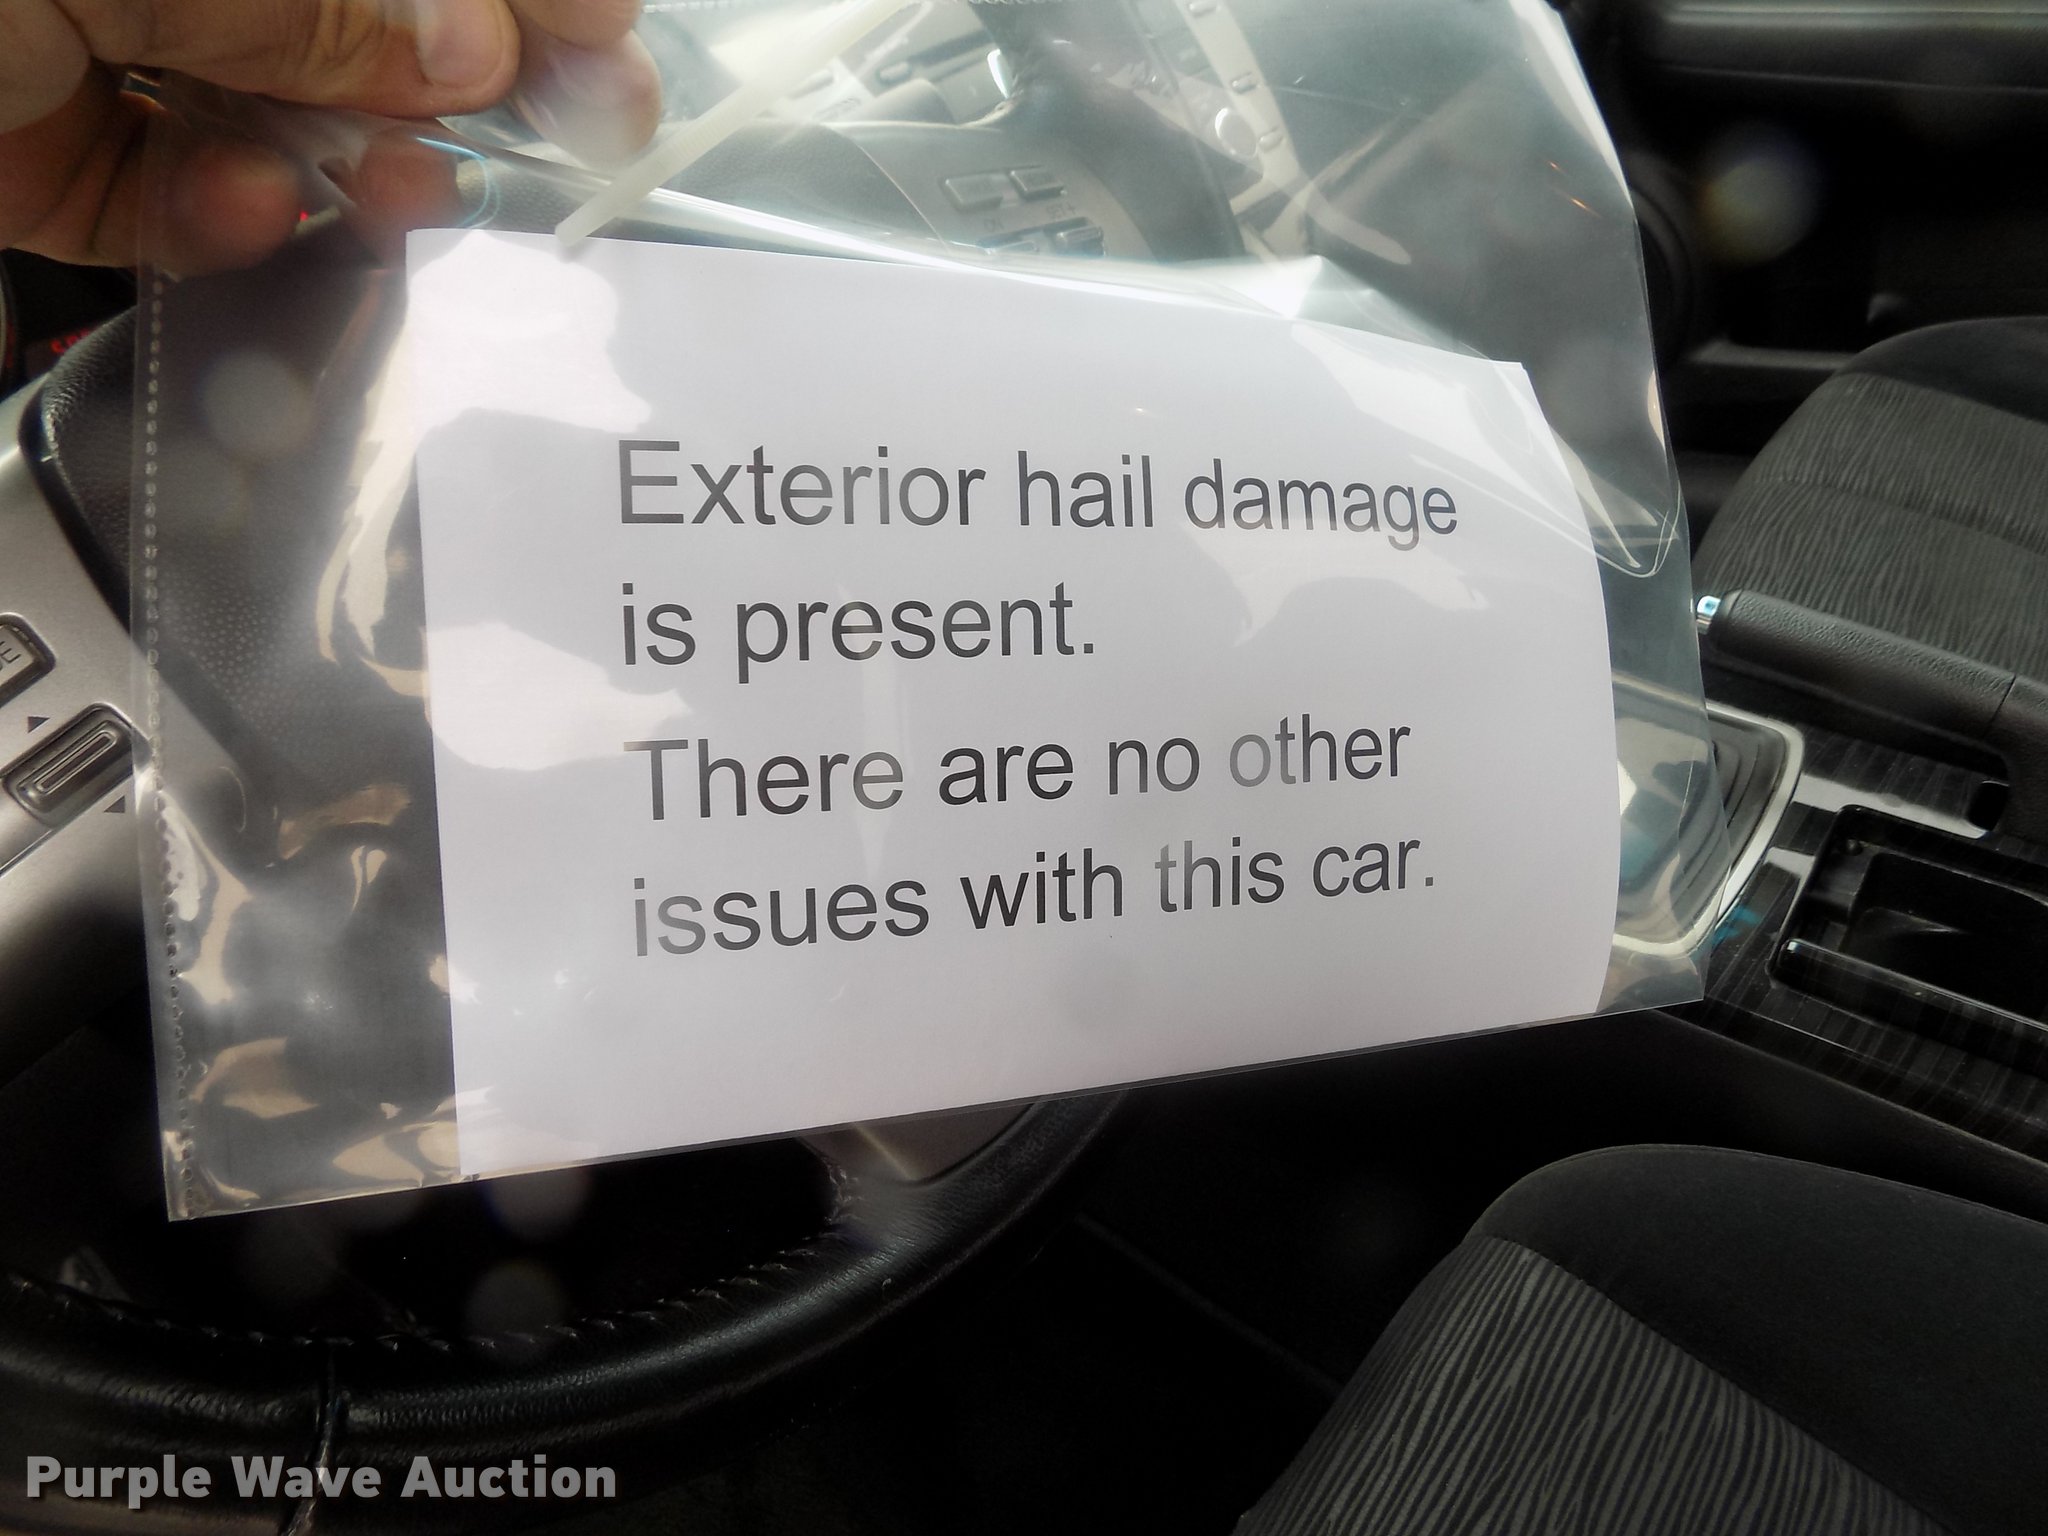 Exterior hail damage
is present.
There are no other
issues with this car.
Purple Wave Auction